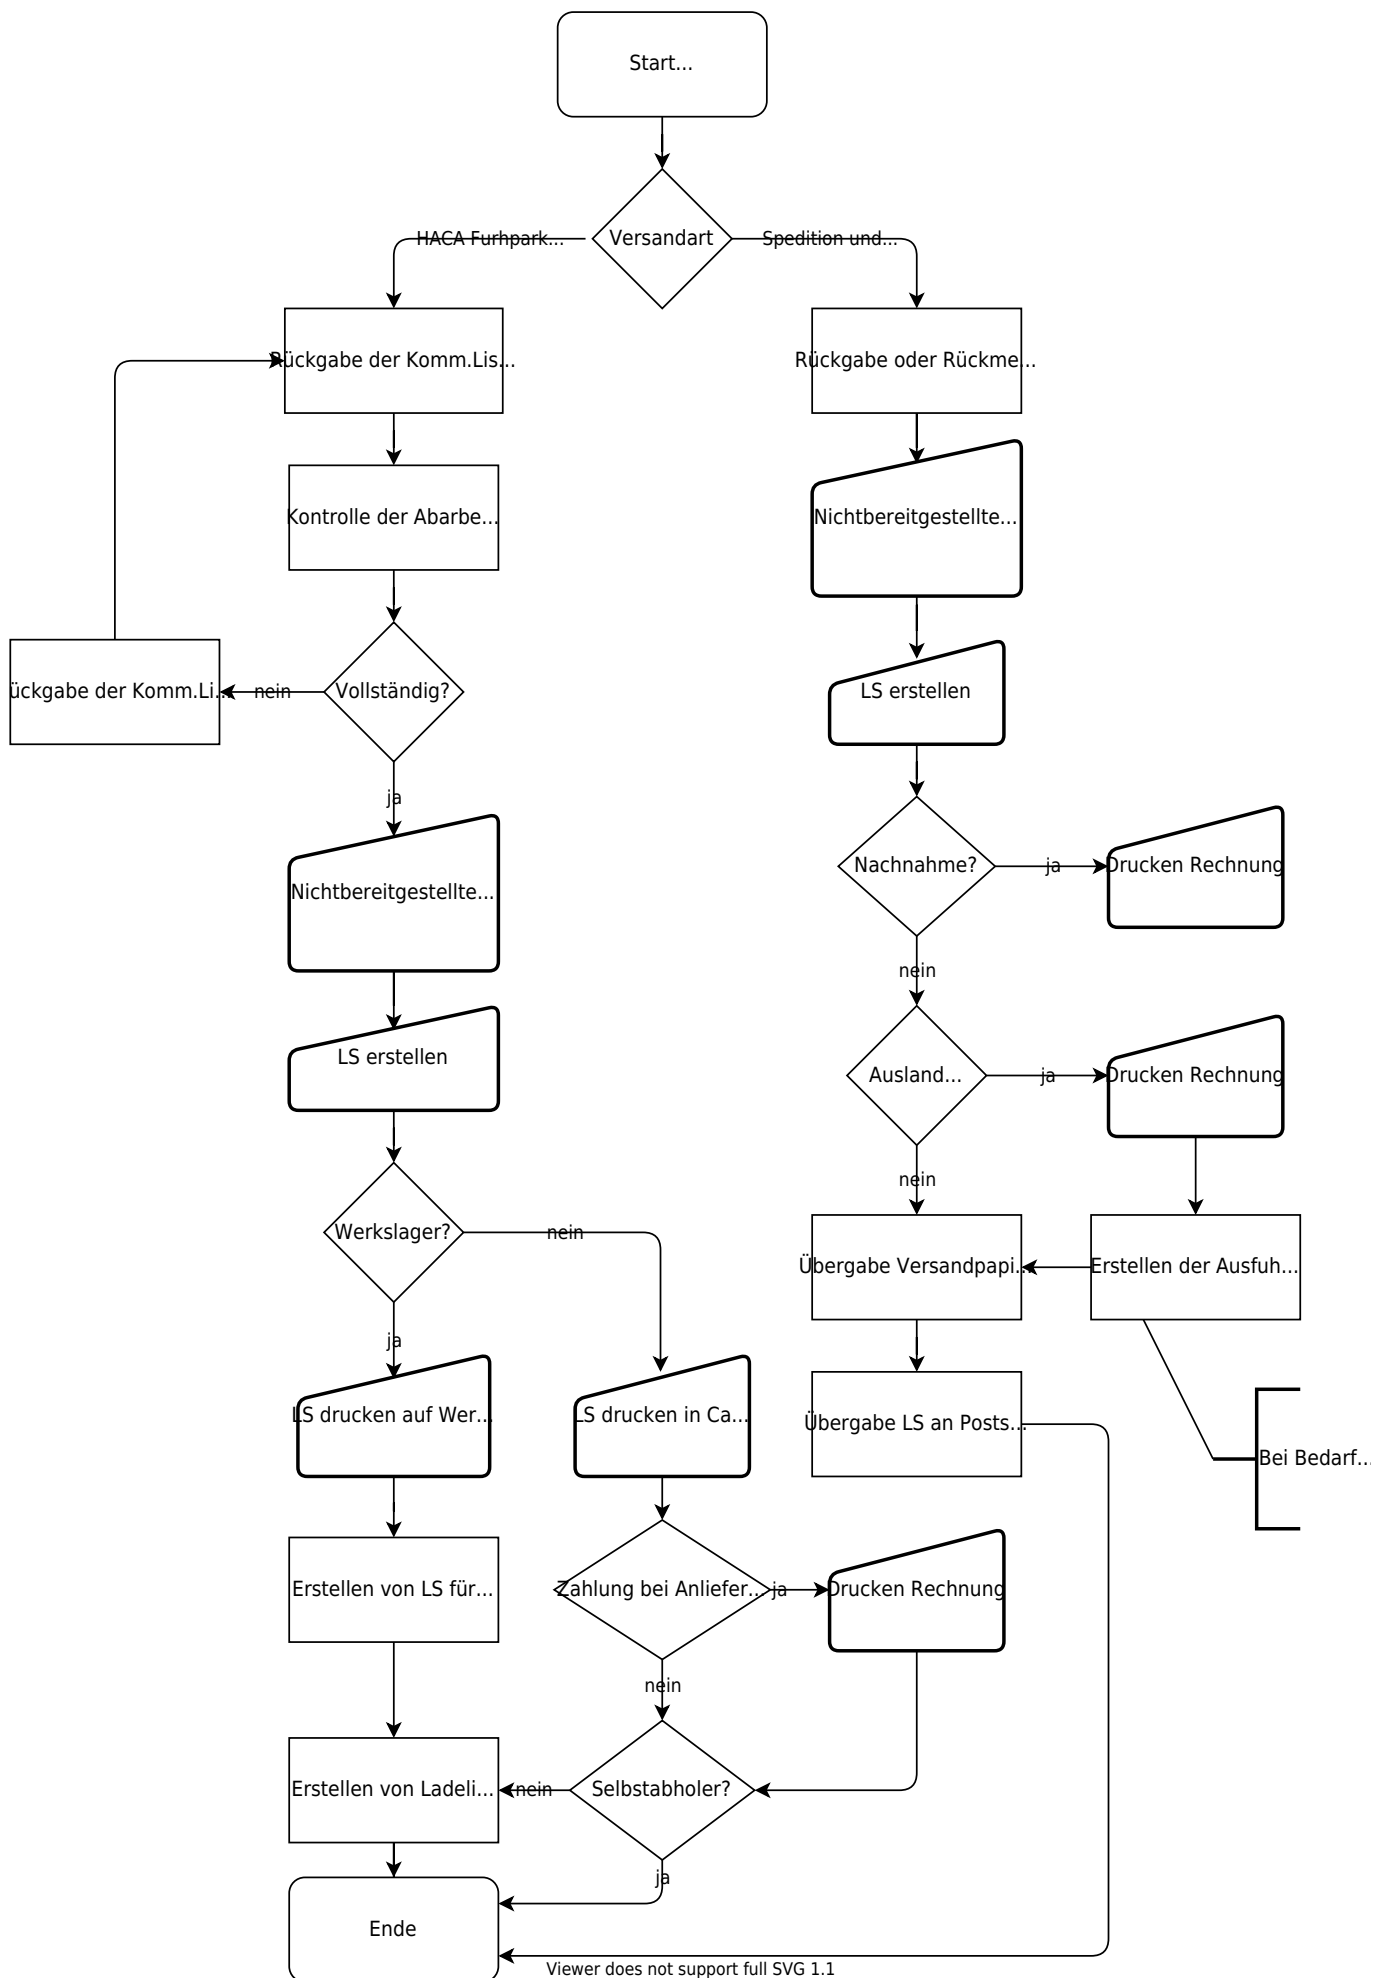 Start...
Versandart
HACA Furhpark...
Spedition und...
Rückgabe der Komm.Lis...
Rückgabe oder Rückme...
Kontrolle der Abarbe...
Nichtbereitgestellte...
ückgabe der Komm.Li...
nein
Vollständig?
LS erstellen
ja
Nichtbereitgestellte...
Nachnahme?
ja
Drucken Rechnung
nein
LS erstellen
Ausland...
ja
Drucken Rechnung
nein
Werkslager?
nein
Übergabe Versandpapi...
Erstellen der Ausfuh...
ja
LS drucken auf Wer...
LS drucken in Ca...
Übergabe LS an Posts...
Bei Bedarf...
Erstellen von LS für...
Zahlung bei Anliefer...
ja
Drucken Rechnung
nein
Erstellen von Ladeli...
nein
Selbstabholer?
ja
Ende
Viewer does not support full SVG 1.1